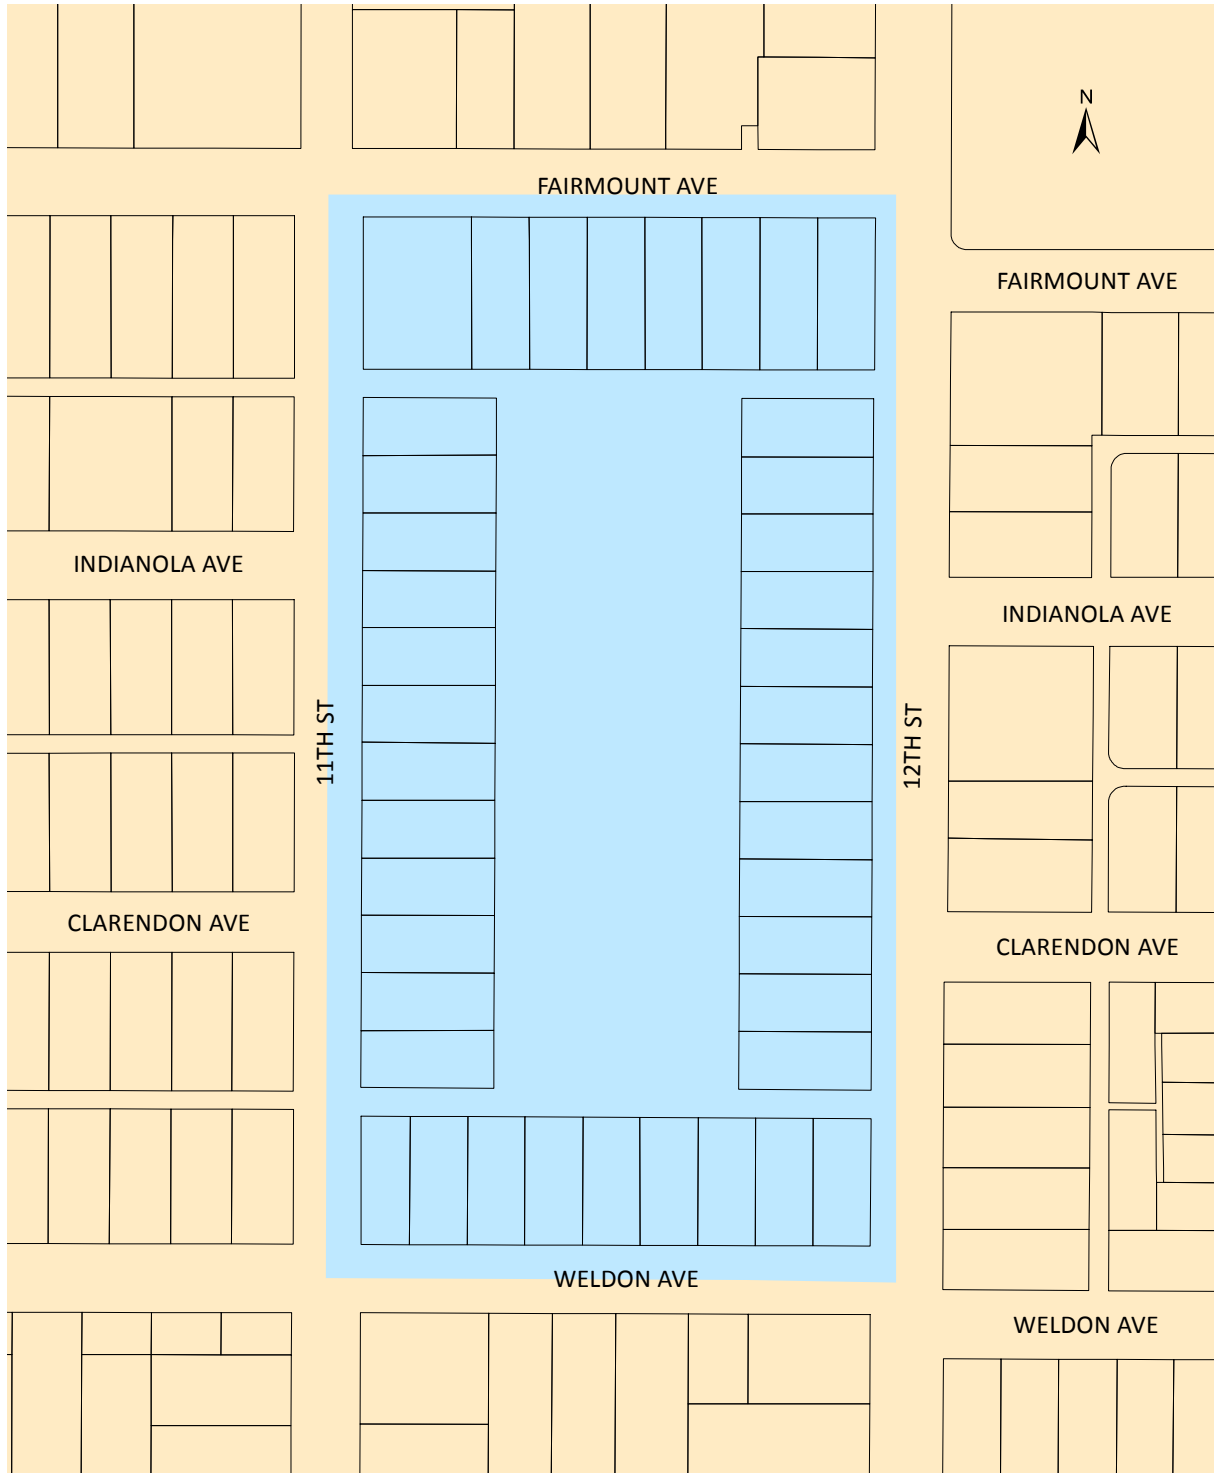 N
FAIRMOUNT AVE
FAIRMOUNT AVE
INDIANOLA AVE
INDIANOLA AVE
11TH ST
12TH ST
CLARENDON AVE
CLARENDON AVE
WELDON AVE
WELDON AVE